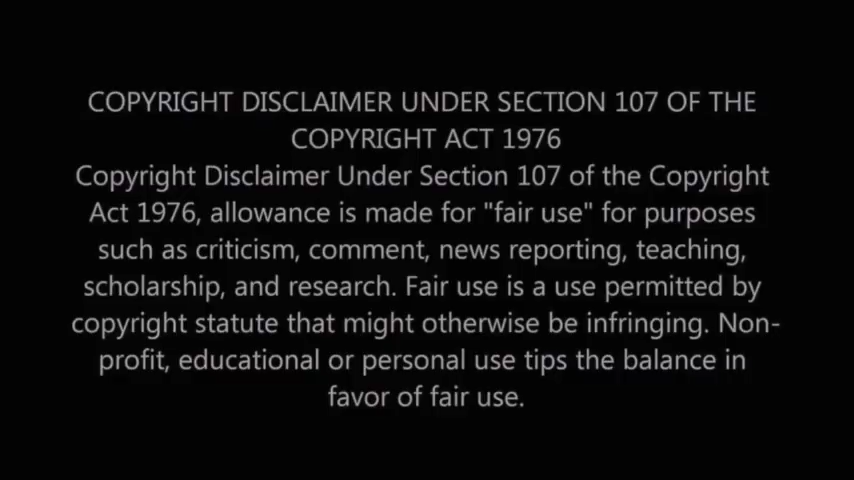 COPYRIGHT DISCLAIMER UNDER SECTION 107 OF THE
COPYRIGHT ACT 1976
Copyright Disclaimer Under Section 107 of the Copyright
Act 1976, allowance is made for "fair use" for purposes
such as criticism, comment, news reporting, teaching,
scholarship, and research. Fair use is a use permitted by
copyright statute that might otherwise be infringing. Non-
profit, educational or personal use tips the balance in
favor of fair use.